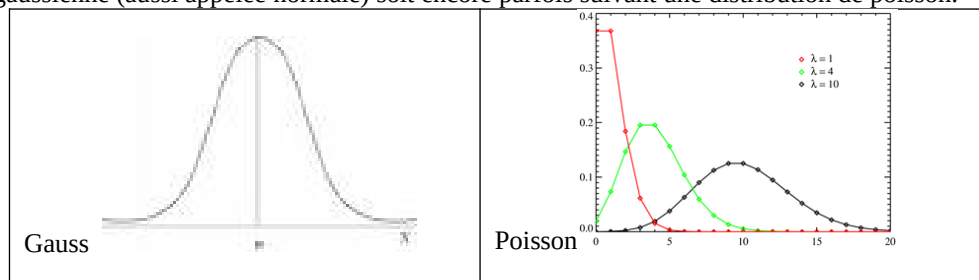 gaussienne (aussi appelée normale) soit encore parfois suivant une distribution de poisson.
0.4
0.3
0.2
0.1
0.0
λ = 1
λ = 4
λ = 10
0 5 10 15 20
Gauss
m
X
Poisson